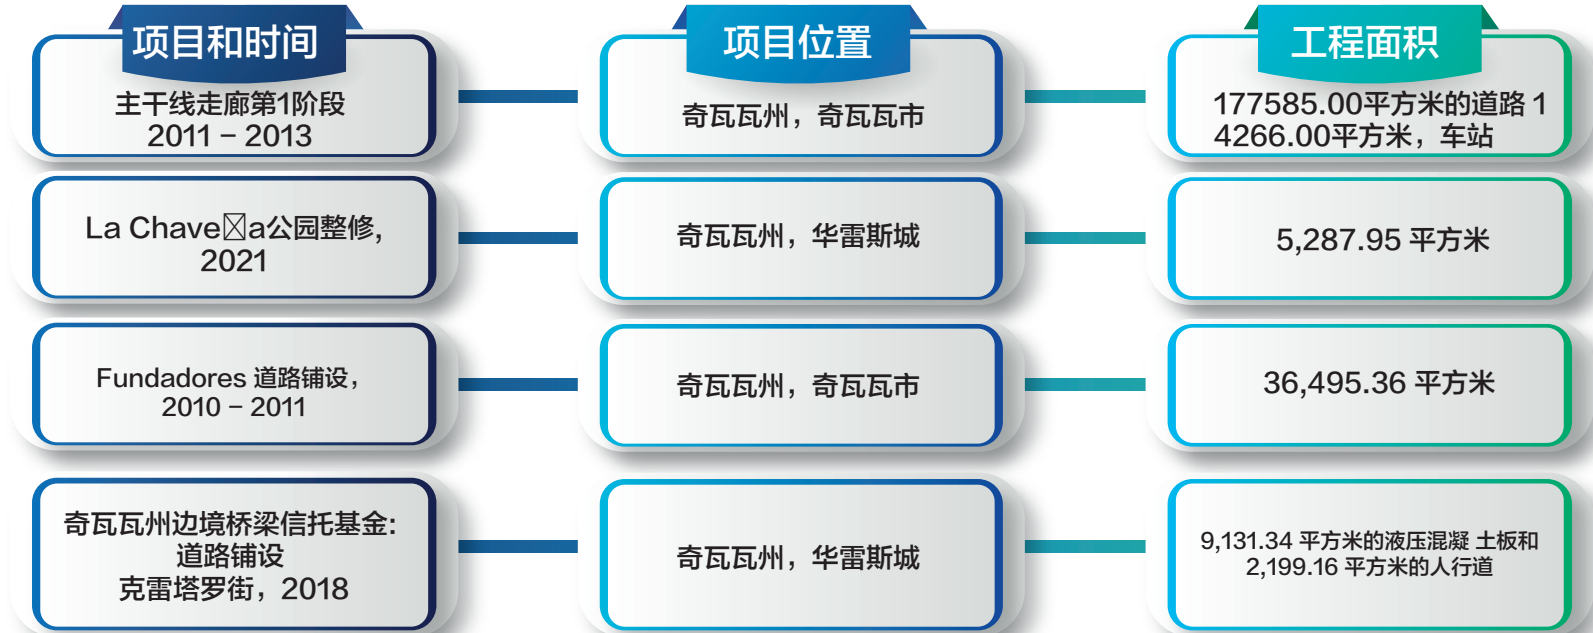 项目和时间
项目位置
工程面积
主干线走廊第1阶段
2011 – 2013
奇瓦瓦州，奇瓦瓦市
177585.00平方米的道路 1
4266.00平方米，车站
La Chave☒a公园整修,
2021
奇瓦瓦州，华雷斯城
5,287.95 平方米
Fundadores 道路铺设，
2010 – 2011
奇瓦瓦州，奇瓦瓦市
36,495.36 平方米
奇瓦瓦州边境桥梁信托基金:
道路铺设
克雷塔罗街，2018
奇瓦瓦州，华雷斯城
9,131.34 平方米的液压混凝 土板和
2,199.16 平方米的人行道